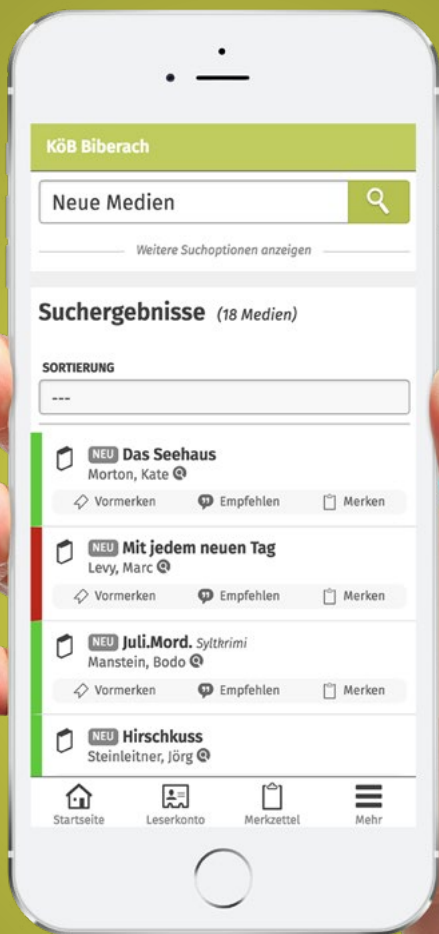 KöB Biberach
Neue Medien
Weitere Suchoptionen anzeigen
Suchergebnisse (18 Medien)
SORTIERUNG
---
NEU Das Seehaus
Morton, Kate
Vormerken Empfehlen Merken
NEU Mit jedem neuen Tag
Levy, Marc
Vormerken Empfehlen Merken
NEU Juli.Mord. Syltkrimi
Manstein, Bodo
Vormerken Empfehlen Merken
NEU Hirschkuss
Steinleitner, Jörg
Startseite Leserkonto Merkzettel Mehr